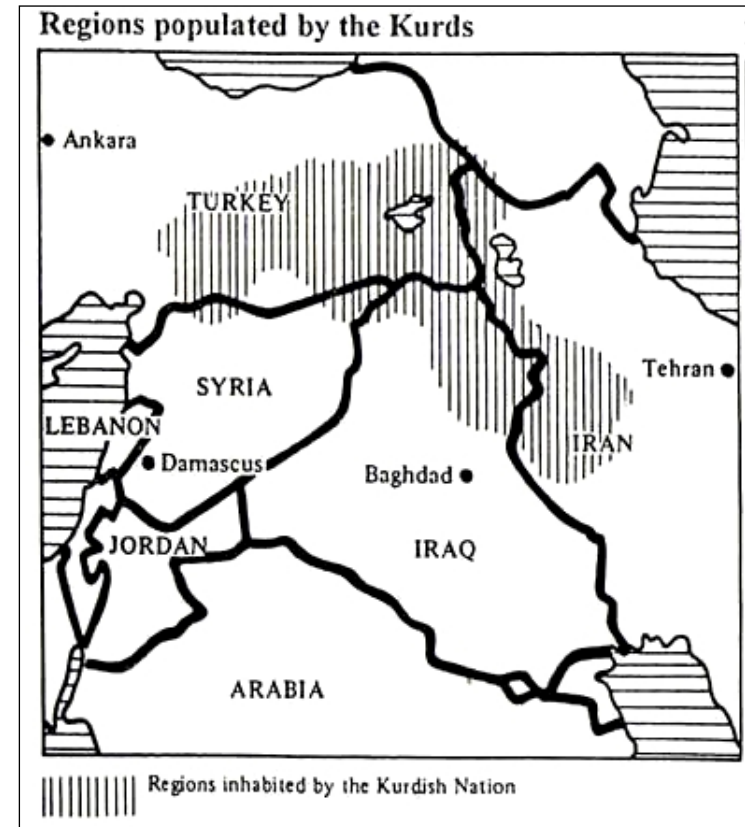 Regions populated by the Kurds
Ankara
TURKEY
Tehran
SYRIA
LEBANON
IRAN
Damascus
Baghdad
JORDAN
IRAQ
ARABIA
Regions inhabited by the Kurdish Nation